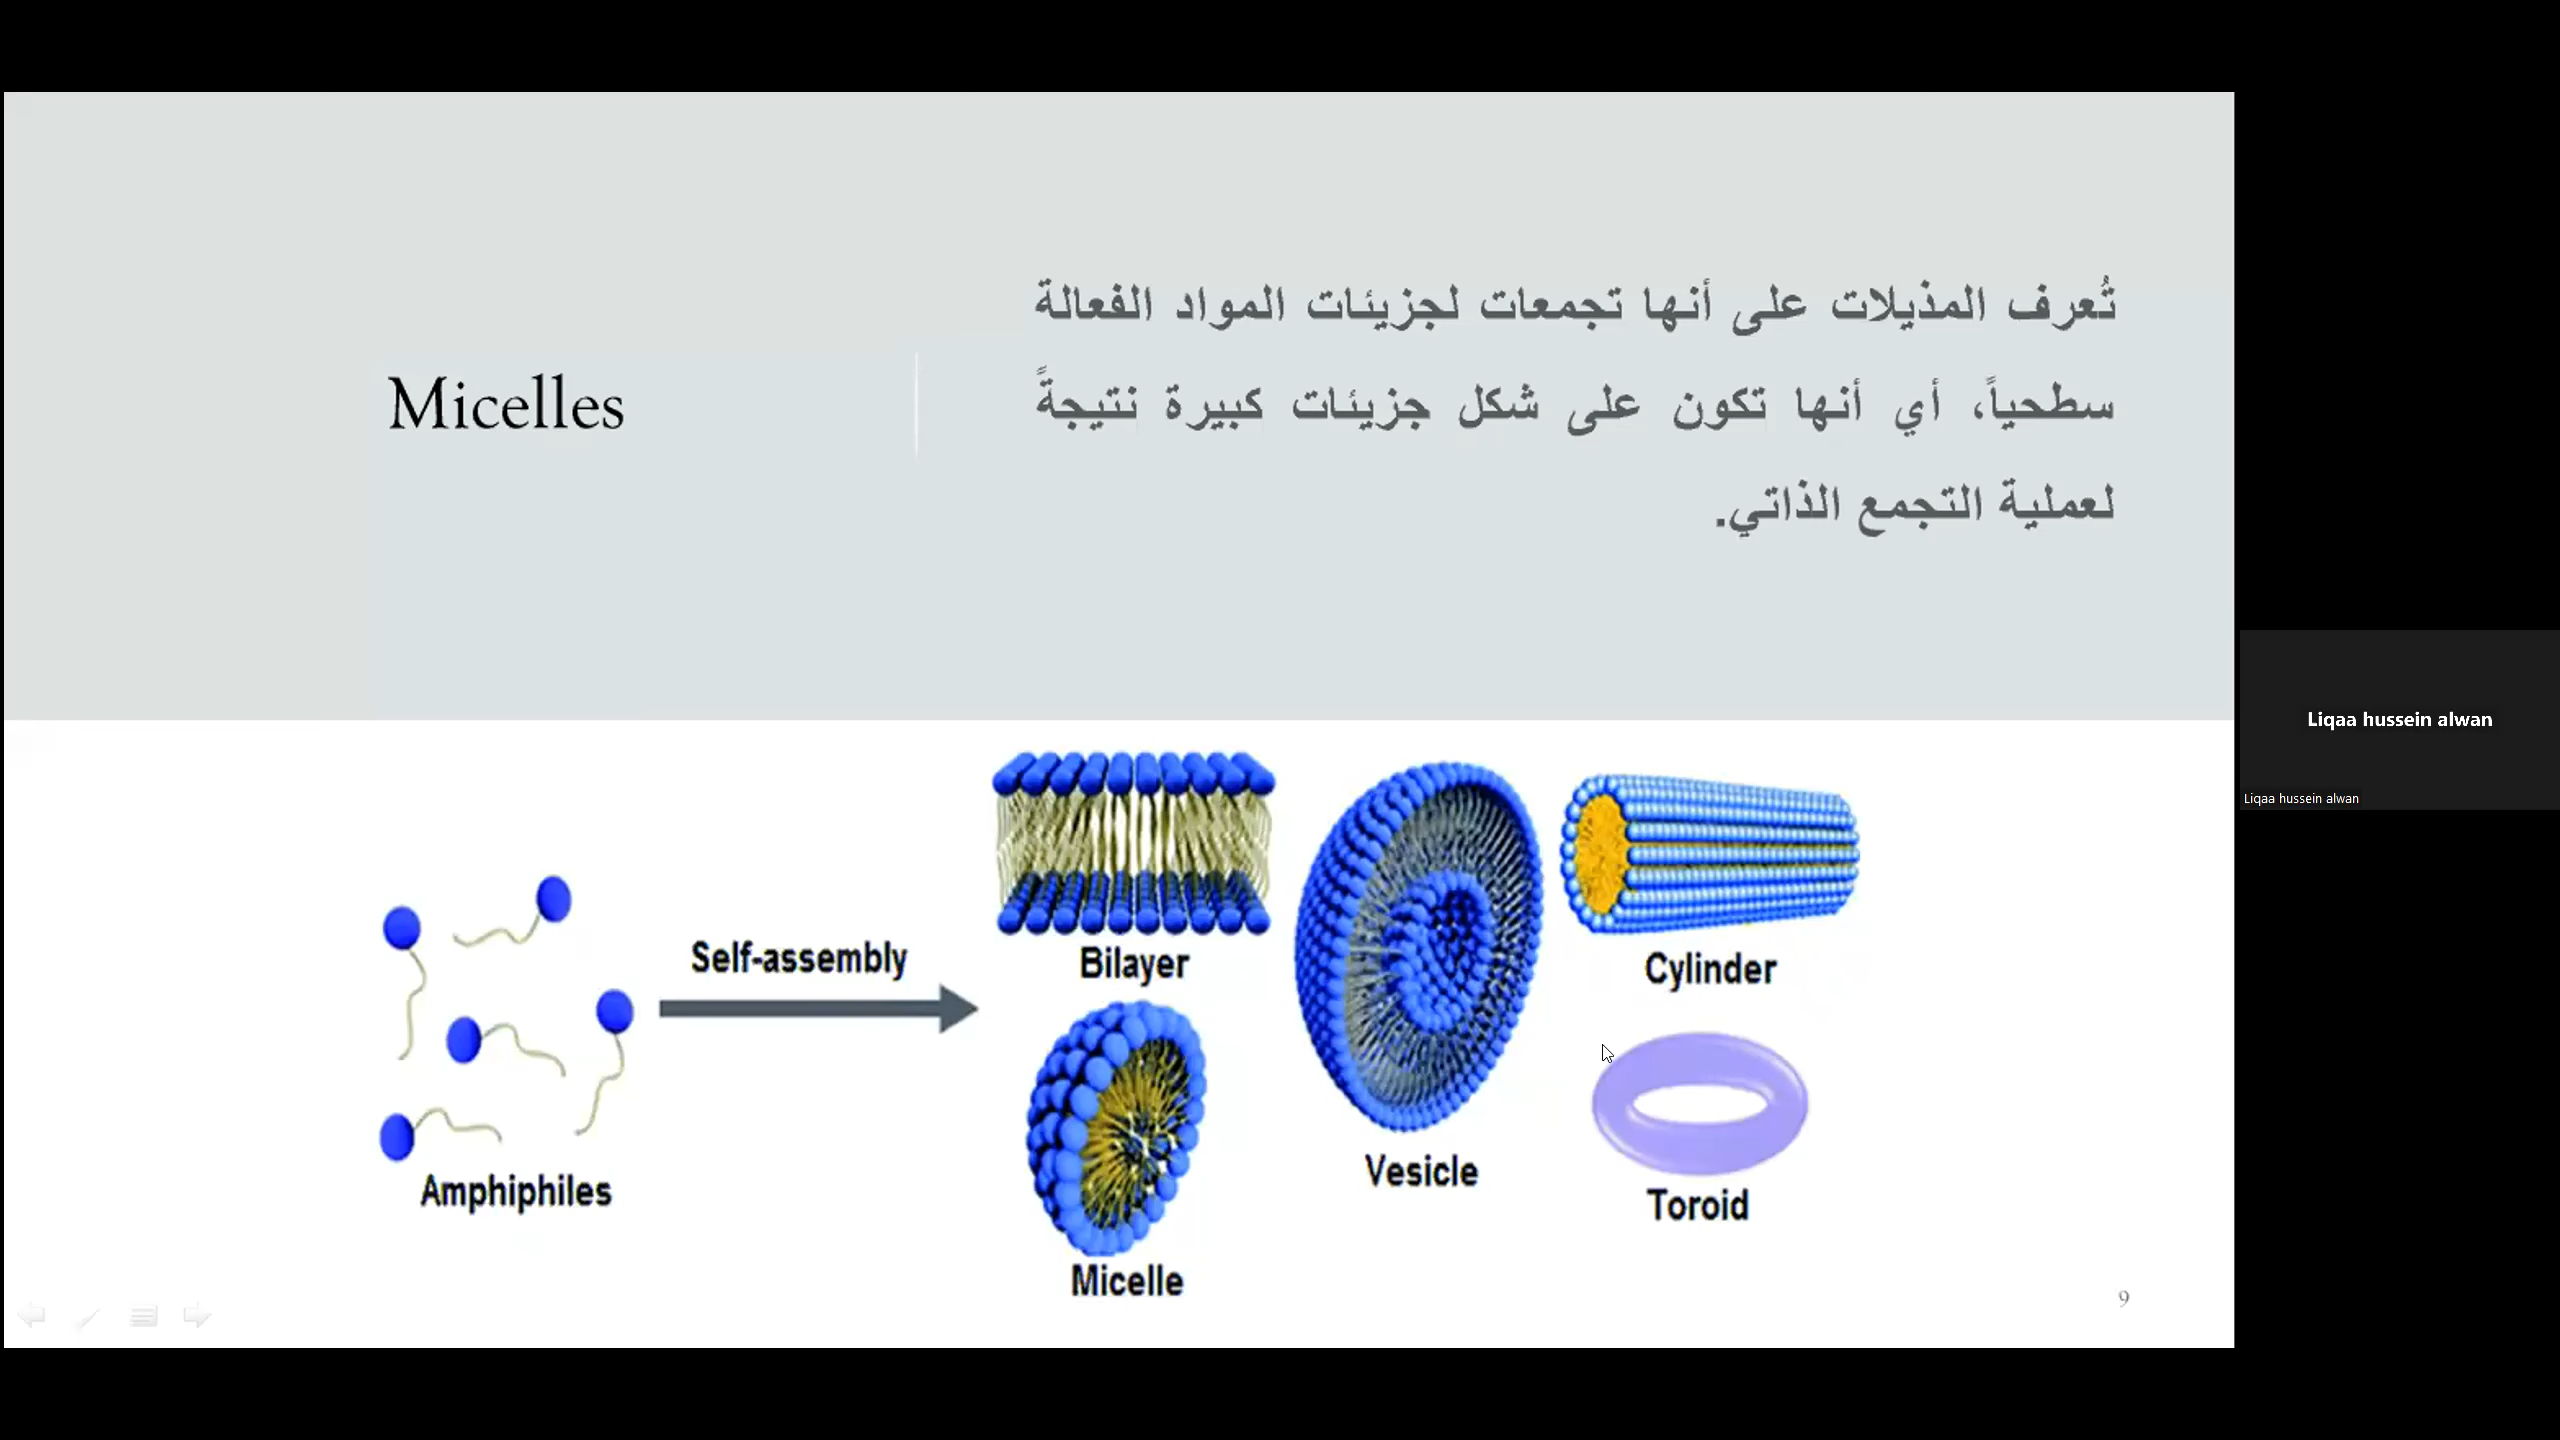 Micelles
تُعرف المذيلات على أنها تجمعات لجزيئات المواد الفعالة
سطحياً، أي أنها تكون على شكل جزيئات كبيرة نتيجةً
لعملية التجمع الذاتي.
Self-assembly
Amphiphiles
Bilayer
Micelle
Vesicle
Cylinder
Toroid
9
Liqaa hussein alwan
Liqaa hussein alwan